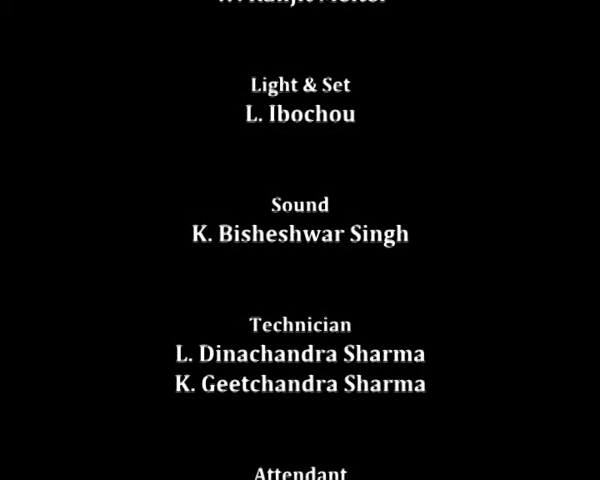 Light & Set
L. Ibochou
Sound
K. Bisheshwar Singh
Technician
L. Dinachandra Sharma
K. Geetchandra Sharma
Attendant